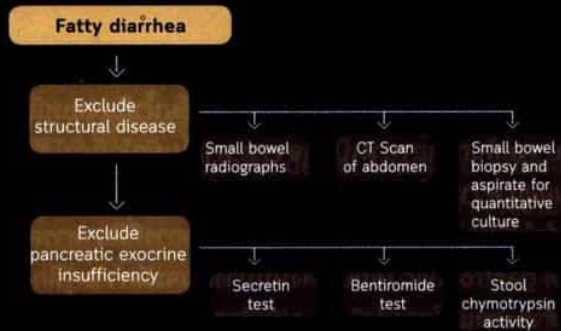 Fatty diarrhea
Exclude
structural disease
Small bowel
radiographs
CT Scan
of abdomen
Small bowel
biopsy and
aspirate for
quantitative
culture
Exclude
pancreatic exocrine
insufficiency
Secretin
test
Bentiromide
test
Stool
chymotrypsin
activity